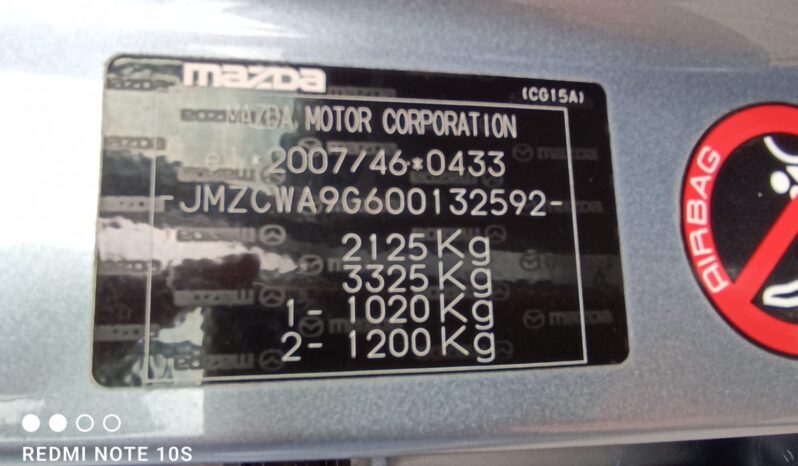 mazda
(CG15A)
MAZDA MOTOR CORPORATION
e1*2007/46*0433
-JMZCWA9G600132592-
2125Kg
3325Kg
1- 1020Kg
2- 1200Kg
AIRBAG
REDMI NOTE 10S